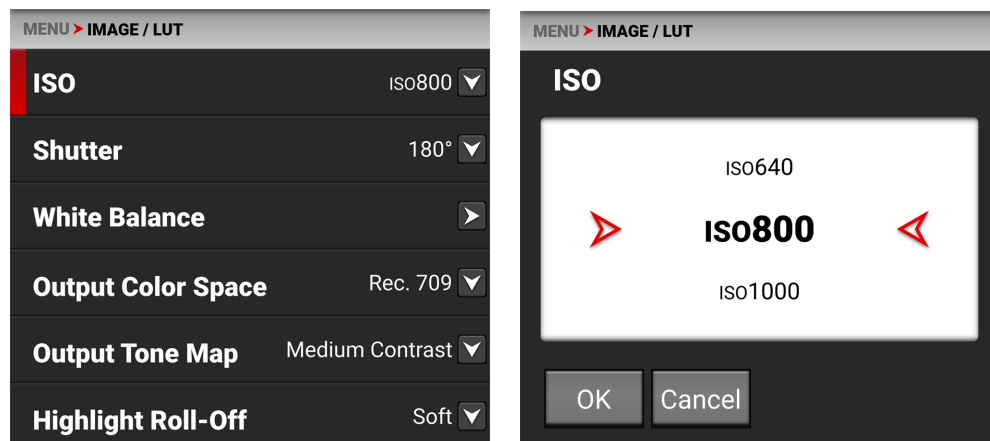 MENU > IMAGE / LUT
ISO ISO800
Shutter 180°
White Balance
Output Color Space Rec. 709
Output Tone Map Medium Contrast
Highlight Roll-Off Soft
MENU > IMAGE / LUT
ISO
ISO640
ISO800
ISO1000
OK Cancel